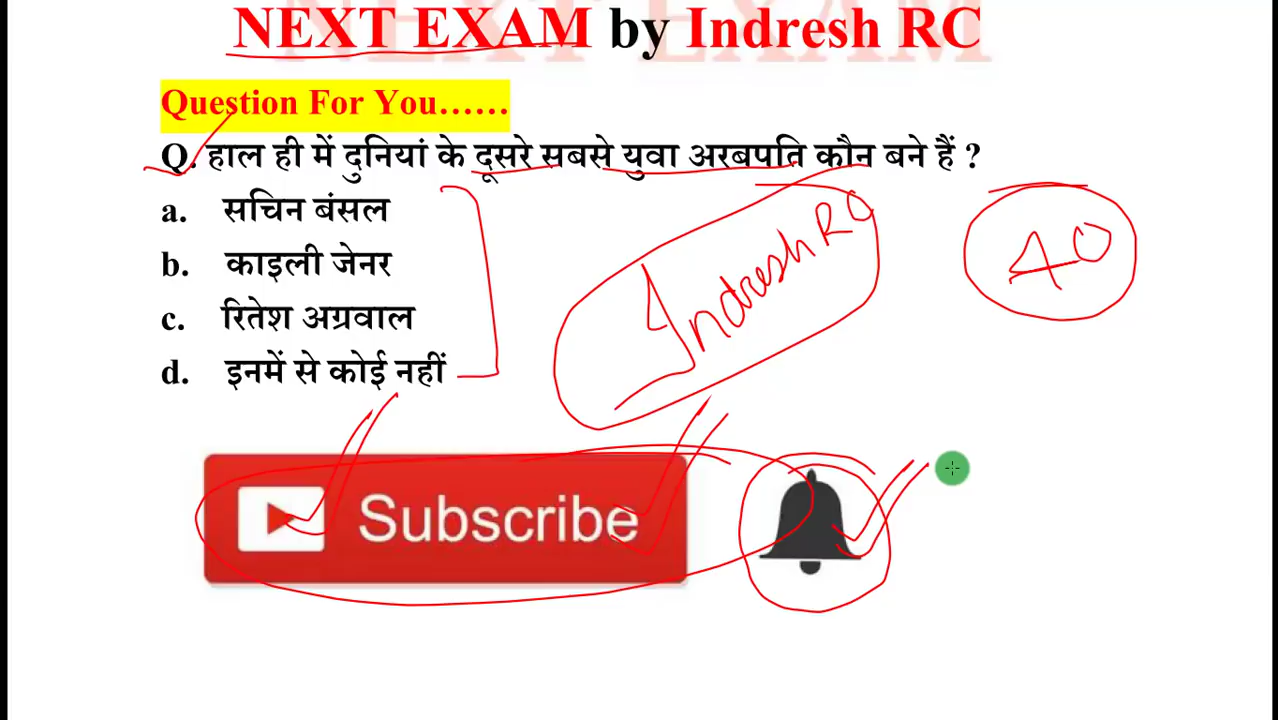 NEXT EXAM by Indresh RC
Question For You……
Q. हाल ही में दुनियां के दूसरे सबसे युवा अरबपति कौन बने हैं ?
a. सचिन बंसल
b. काइली जेनर
c. रितेश अग्रवाल
d. इनमें से कोई नहीं
Indresh RC
40
Subscribe